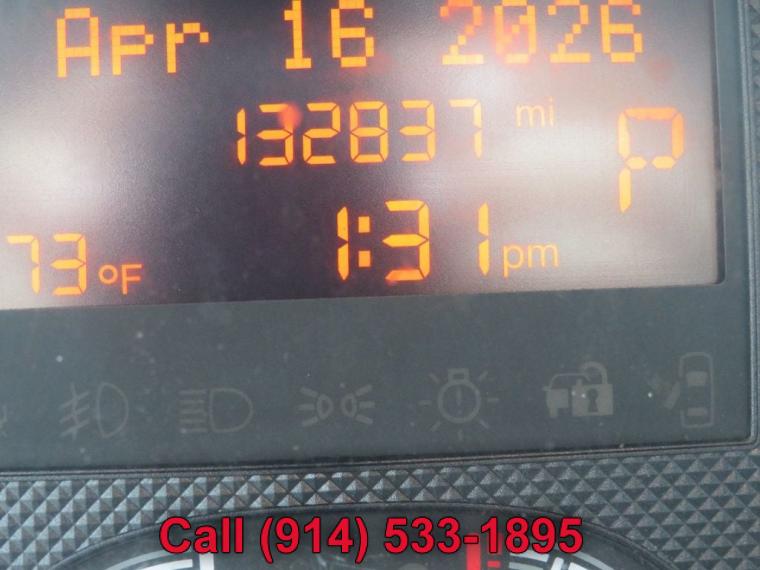 Apr 16 2026
132837 mi
P
1:31 pm
73 °F
Call (914) 533-1895